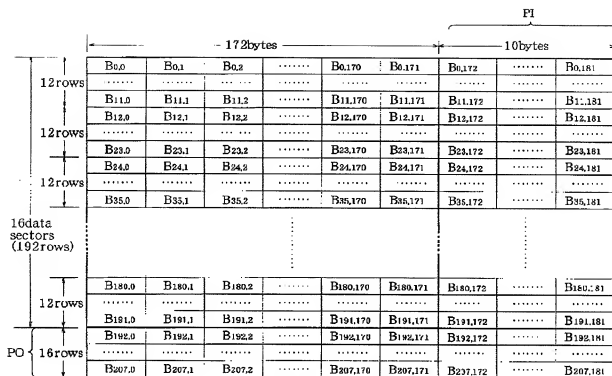 PI
172bytes 10bytes
B0,0 B0,1 B0,2 ······· B0,170 B0,171 B0,172 ······ B0,181
12rows ······ ······ ······ ······· ······ ······ ······ ······ ······
B11,0 B11,1 B11,2 ······· B11,170 B11,171 B11,172 ······ B11,181
B12,0 B12,1 B12,2 ······· B12,170 B12,171 B12,172 ······ B12,181
12rows ······ ······ ······ ······· ······ ······ ······ ······ ······
B23,0 B23,1 B23,2 ······· B23,170 B23,171 B23,172 ······ B23,181
B24,0 B24,1 B24,2 ······· B24,170 B24,171 B24,172 ······ B24,181
12rows ······ ······ ······ ······· ······ ······ ······ ······ ······
B35,0 B35,1 B35,2 ······· B35,170 B35,171 B35,172 ······ B35,181
16data
sectors
(192rows)
B180,0 B180,1 B180,2 ······· B180,170 B180,171 B180,172 ······ B180,181
12rows ······ ······ ······ ······· ······ ······ ······ ······ ······
B191,0 B191,1 B191,2 ······· B191,170 B191,171 B191,172 ······ B191,181
B192,0 B192,1 B192,2 ······· B192,170 B192,171 B192,172 ······ B192,181
PO 16rows ······ ······ ······ ······· ······ ······ ······ ······ ······
B207,0 B207,1 B207,2 ······· B207,170 B207,171 B207,172 ······ B207,181